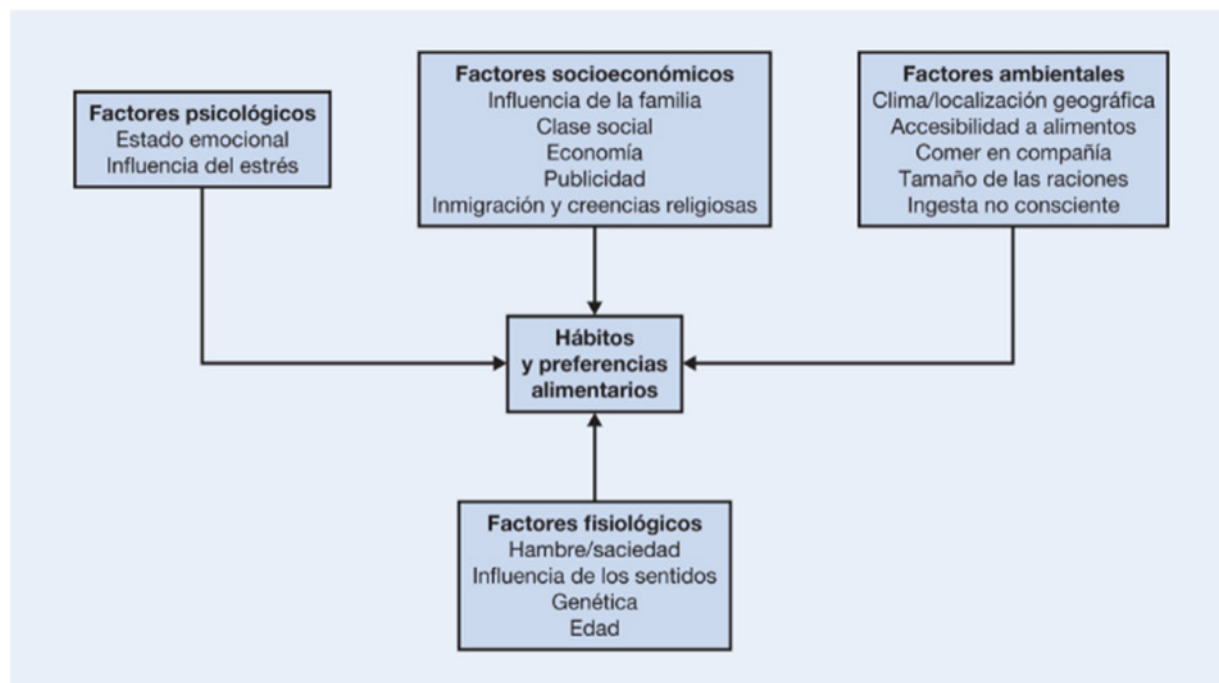 Factores psicológicos
Estado emocional
Influencia del estrés
Factores socioeconómicos
Influencia de la familia
Clase social
Economía
Publicidad
Inmigración y creencias religiosas
Factores ambientales
Clima/localización geográfica
Accesibilidad a alimentos
Comer en compañía
Tamaño de las raciones
Ingesta no consciente
Hábitos
y preferencias
alimentarios
Factores fisiológicos
Hambre/saciedad
Influencia de los sentidos
Genética
Edad